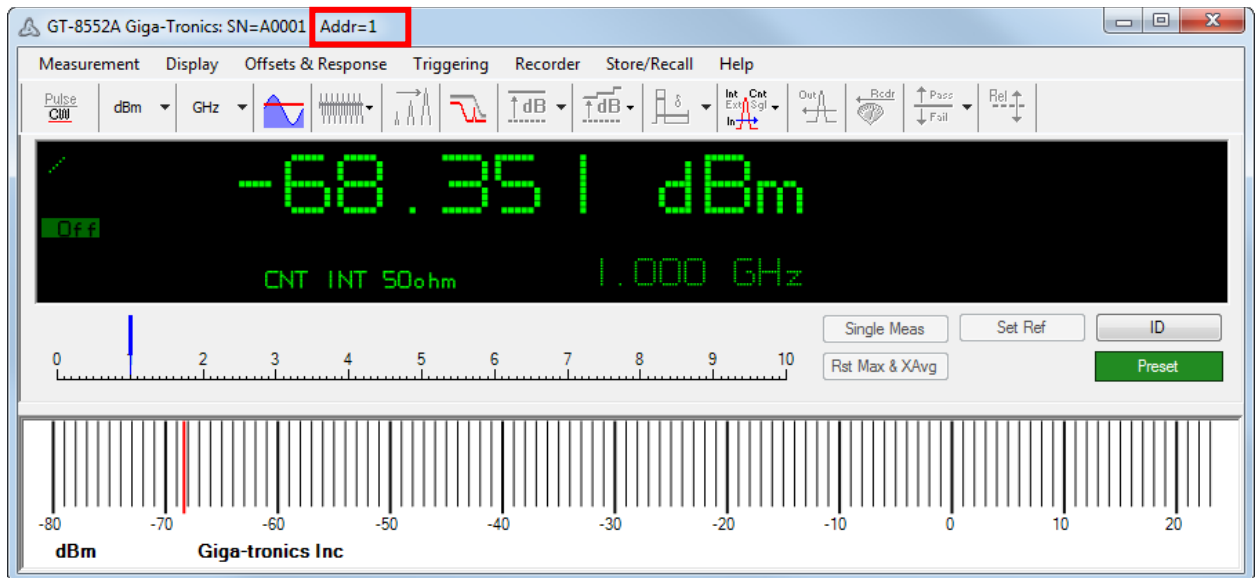 GT-8552A Giga-Tronics: SN=A0001 Addr=1
Measurement Display Offsets & Response Triggering Recorder Store/Recall Help
Pulse
CW
dBm
GHz
dB
dB
δ
Int Cnt
Ext Sgl
In
Out
Rcdr
Pass
Fail
Rel
-68.351 dBm
Off
CNT INT 50ohm 1.000 GHz
Single Meas Set Ref ID
0 2 3 4 5 6 7 8 9 10
Rst Max & XAvg Preset
-80 -70 -60 -50 -40 -30 -20 -10 0 10 20
dBm Giga-tronics Inc